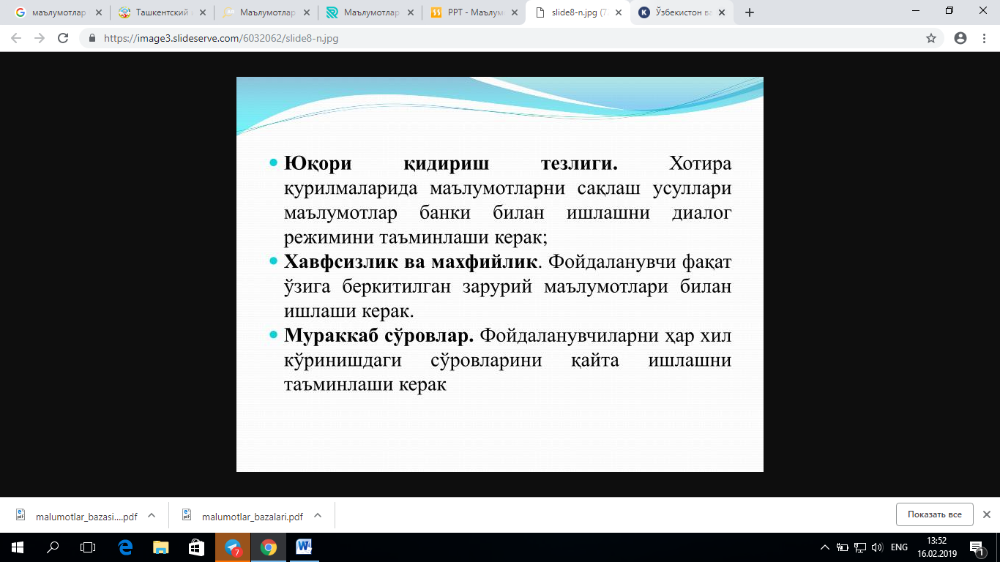 маълумотлар
Ташкентский
Маълумотлар
Маълумотлар
PPT - Маълум
slide8-n.jpg (7
Ўзбекистон ва
https://image3.slideserve.com/6032062/slide8-n.jpg
• Юқори қидириш тезлиги. Хотира
қурилмаларида маълумотларни сақлаш усуллари
маълумотлар банки билан ишлашни диалог
режимини таъминлаши керак;
• Хавфсизлик ва махфийлик. Фойдаланувчи фақат
ўзига беркитилган зарурий маълумотлари билан
ишлаши керак.
• Мураккаб сўровлар. Фойдаланувчиларни ҳар хил
кўринишдаги сўровларини қайта ишлашни
таъминлаши керак
malumotlar_bazasi....pdf
malumotlar_bazalari.pdf
Показать все
7
ENG
13:52
16.02.2019
1